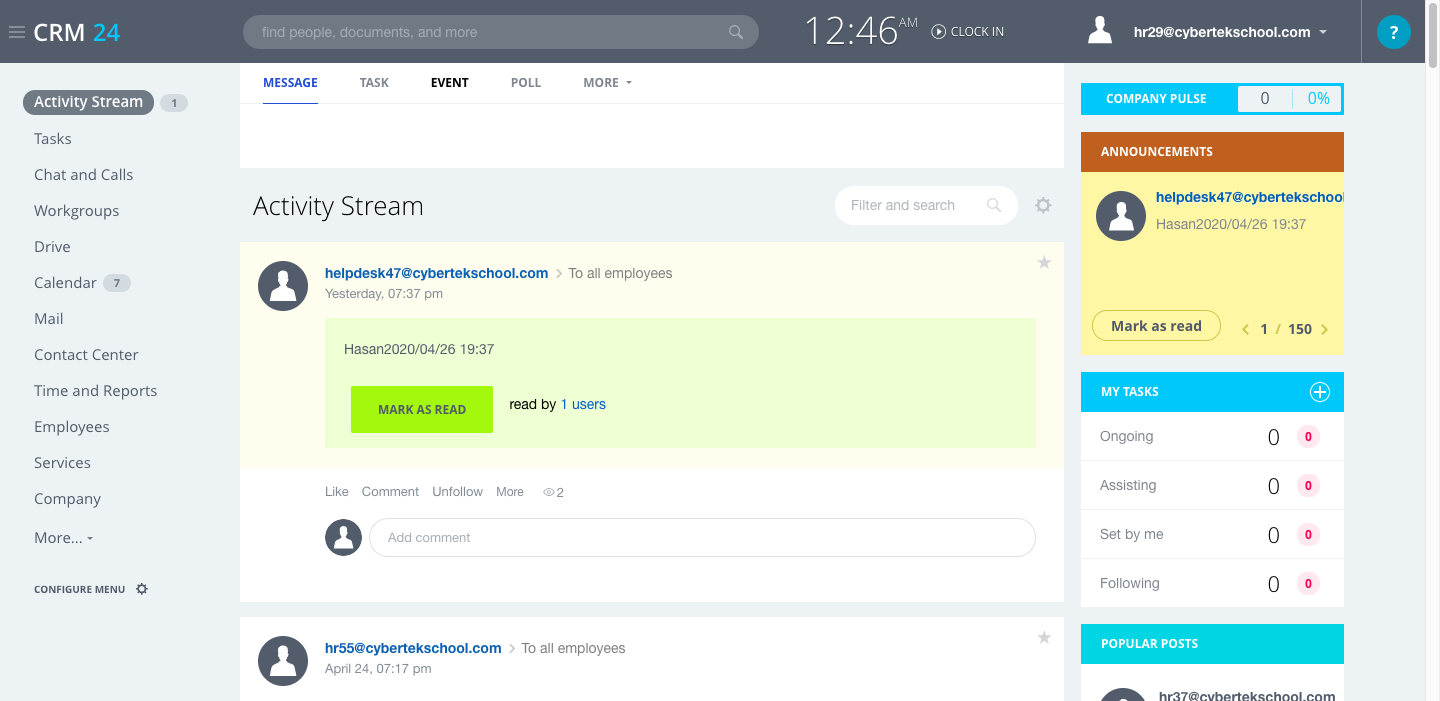 CRM 24
find people, documents, and more
12:46 AM
CLOCK IN
hr29@cybertekschool.com
?
Activity Stream 1
Tasks
Chat and Calls
Workgroups
Drive
Calendar 7
Mail
Contact Center
Time and Reports
Employees
Services
Company
More...
CONFIGURE MENU
MESSAGE TASK EVENT POLL MORE
Activity Stream
Filter and search
helpdesk47@cybertekschool.com > To all employees
Yesterday, 07:37 pm
Hasan2020/04/26 19:37
MARK AS READ
read by 1 users
Like Comment Unfollow More 2
Add comment
hr55@cybertekschool.com > To all employees
April 24, 07:17 pm
COMPANY PULSE 0 0%
ANNOUNCEMENTS
helpdesk47@cybertekschool
Hasan2020/04/26 19:37
Mark as read
1 / 150
MY TASKS
Ongoing 0 0
Assisting 0 0
Set by me 0 0
Following 0 0
POPULAR POSTS
hr37@cybertekschool.com